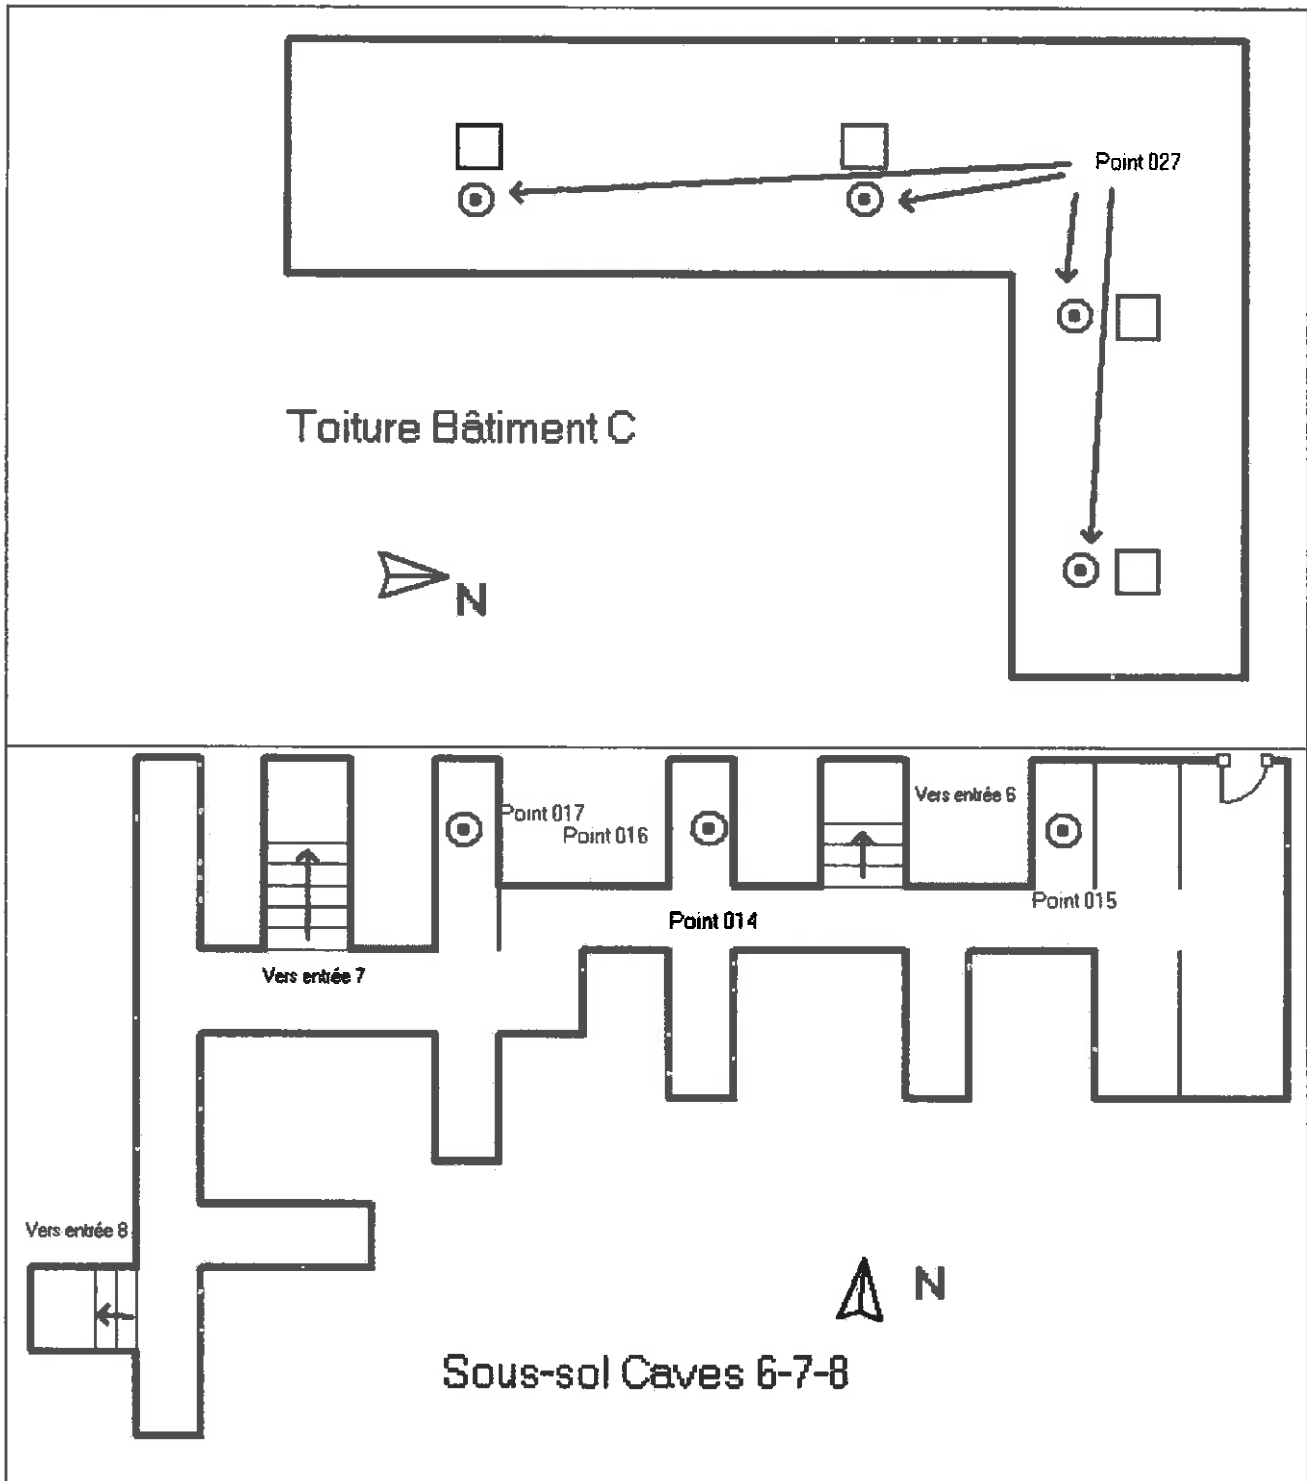 Point 027
Toiture Bâtiment C
N
Vers entrée 6
Point 017
Point 016
Point 015
Point 014
Vers entrée 7
Vers entrée 8
N
Sous-sol Caves 6-7-8